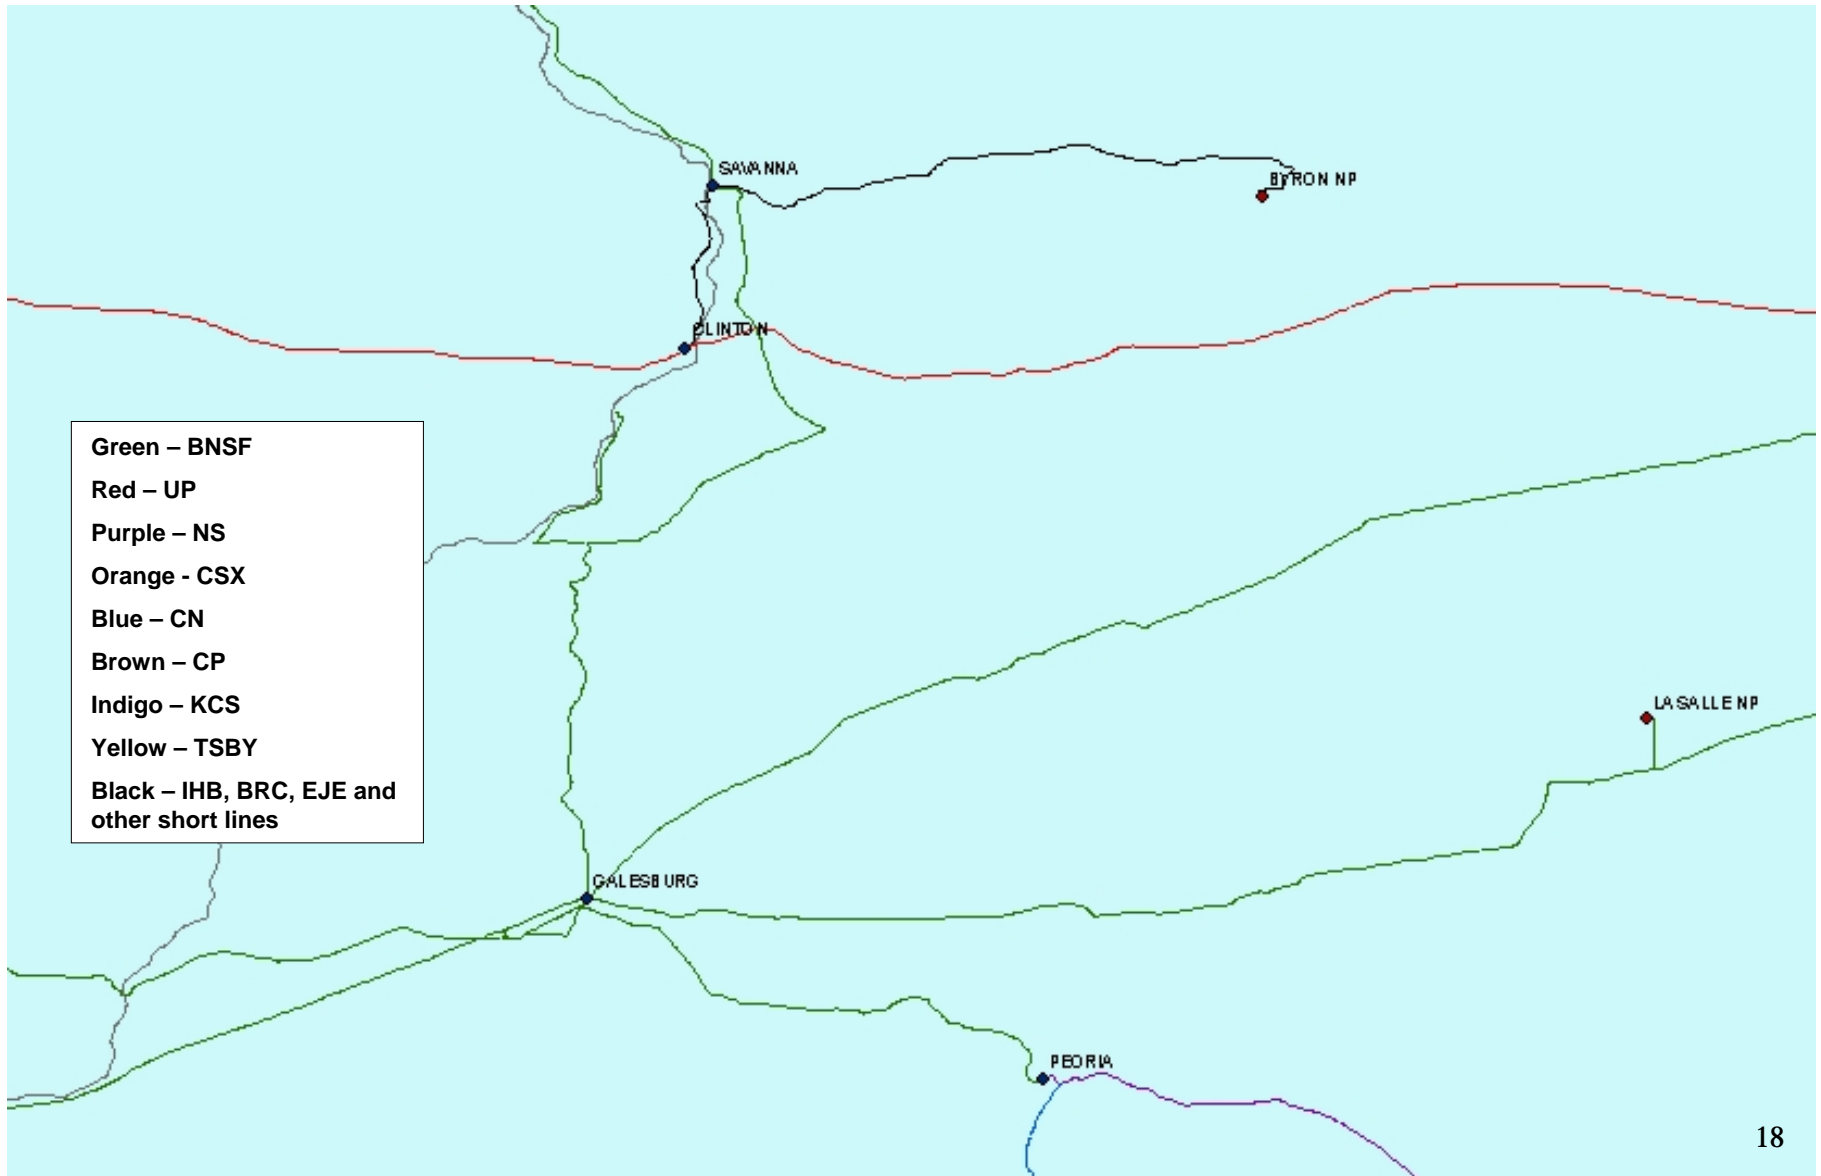 SAVANNA
BYRON NP
CLINTON
Green – BNSF
Red – UP
Purple – NS
Orange - CSX
Blue – CN
Brown – CP
Indigo – KCS
Yellow – TSBY
Black – IHB, BRC, EJE and
other short lines
LASALLE NP
GALESBURG
PEORIA
18